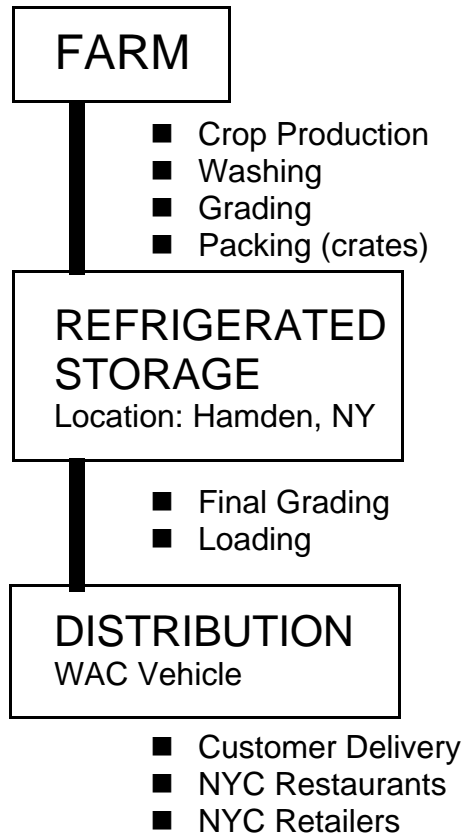 FARM
■ Crop Production
■ Washing
■ Grading
■ Packing (crates)
REFRIGERATED
STORAGE
Location: Hamden, NY
■ Final Grading
■ Loading
DISTRIBUTION
WAC Vehicle
■ Customer Delivery
■ NYC Restaurants
■ NYC Retailers